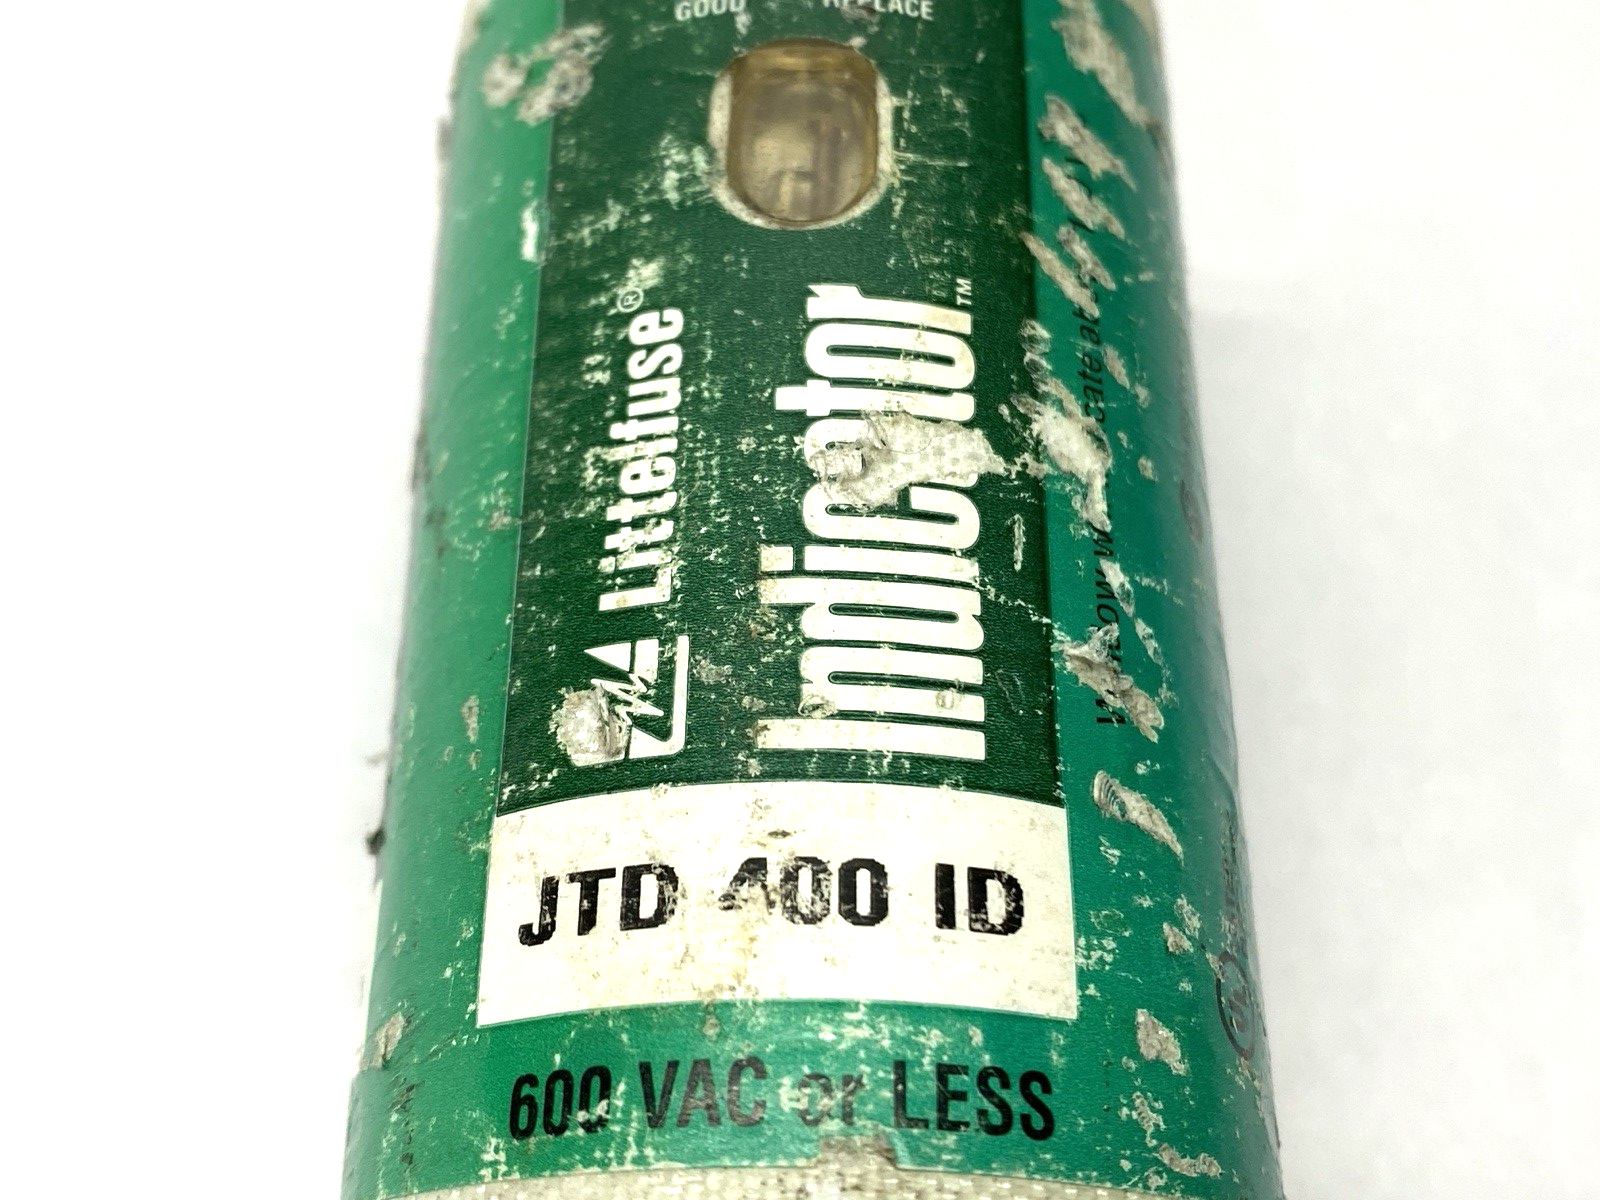 GOOD REPLACE
Littelfuse®
Indicator™
JTD 400 ID
600 VAC or LESS